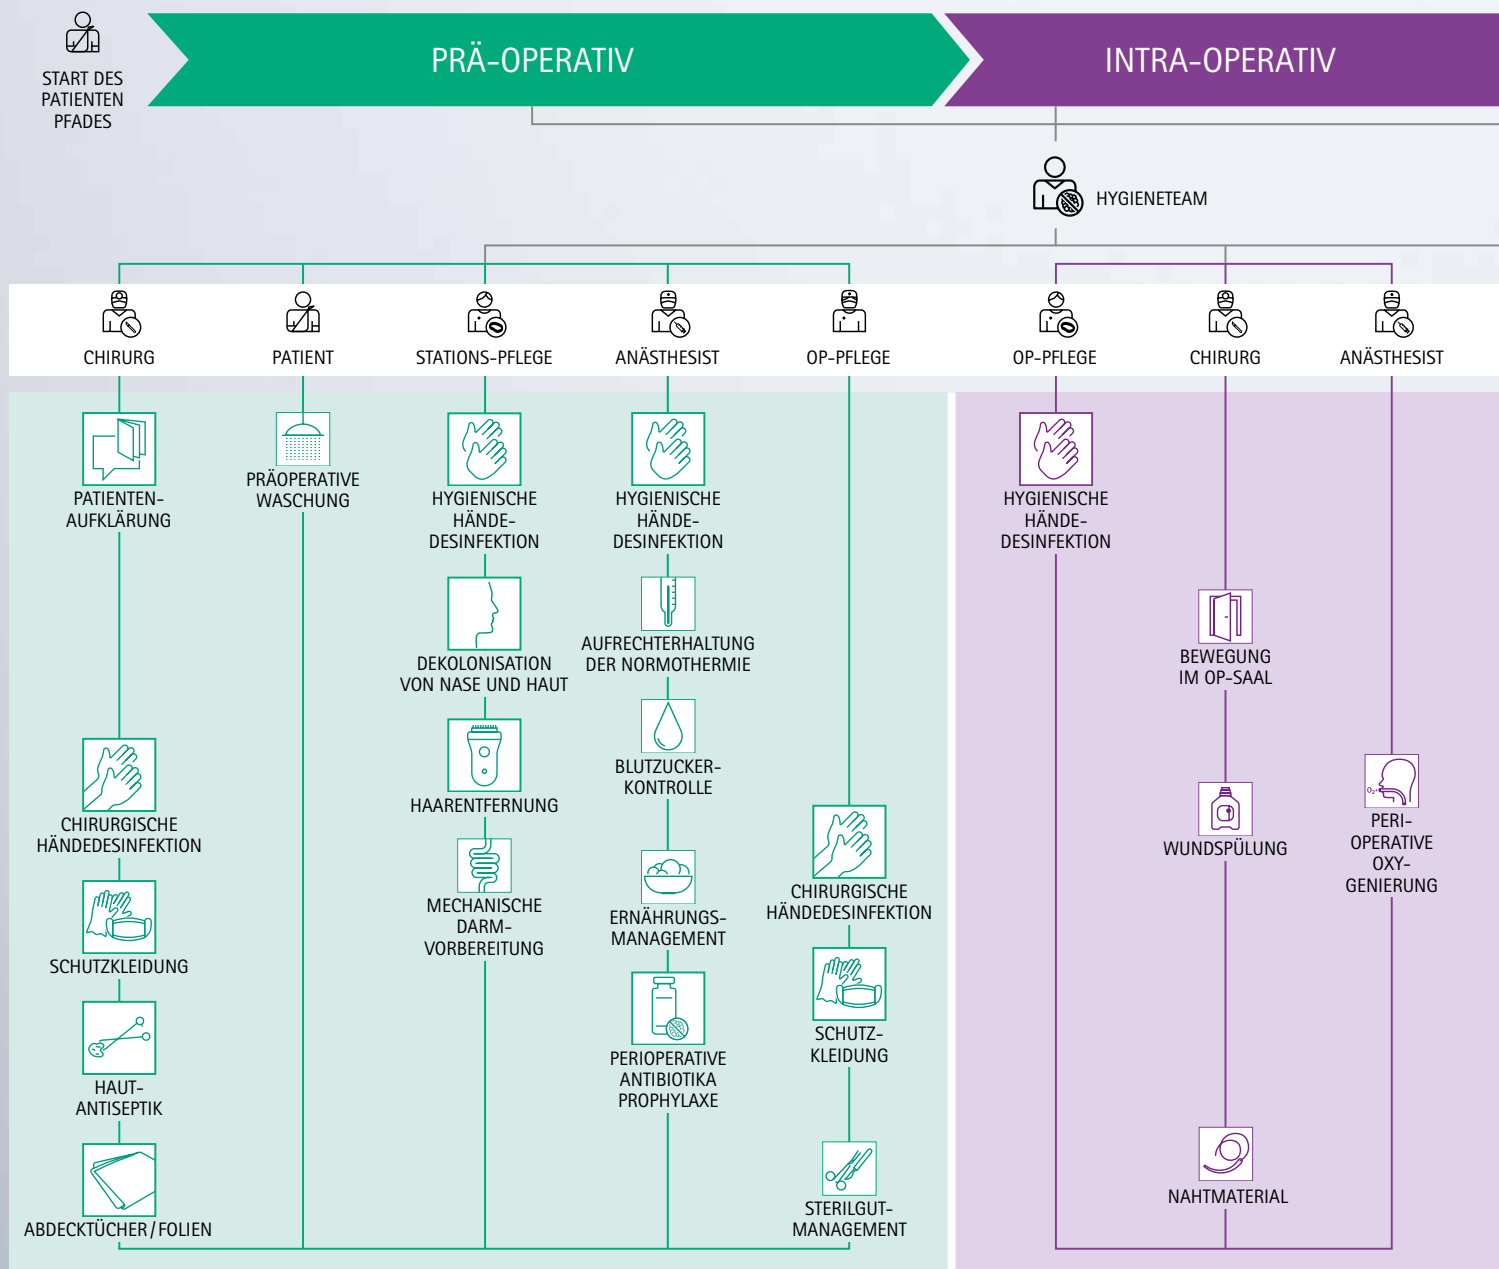 START DES
PATIENTEN
PFADES
PRÄ-OPERATIV
INTRA-OPERATIV
HYGIENETEAM
CHIRURG
PATIENT
STATIONS-PFLEGE
ANÄSTHESIST
OP-PFLEGE
OP-PFLEGE
CHIRURG
ANÄSTHESIST
PATIENTEN-
AUFKLÄRUNG
CHIRURGISCHE
HÄNDEDESINFEKTION
SCHUTZKLEIDUNG
HAUT-
ANTISEPTIK
ABDECKTÜCHER/FOLIEN
PRÄOPERATIVE
WASCHUNG
HYGIENISCHE
HÄNDE-
DESINFEKTION
DEKOLONISATION
VON NASE UND HAUT
HAARENTFERNUNG
MECHANISCHE
DARM-
VORBEREITUNG
HYGIENISCHE
HÄNDE-
DESINFEKTION
AUFRECHTERHALTUNG
DER NORMOTHERMIE
BLUTZUCKER-
KONTROLLE
ERNÄHRUNGS-
MANAGEMENT
PERIOPERATIVE
ANTIBIOTIKA
PROPHYLAXE
CHIRURGISCHE
HÄNDEDESINFEKTION
SCHUTZ-
KLEIDUNG
STERILGUT-
MANAGEMENT
HYGIENISCHE
HÄNDE-
DESINFEKTION
BEWEGUNG
IM OP-SAAL
WUNDSPÜLUNG
NAHTMATERIAL
O₂
PERI-
OPERATIVE
OXY-
GENIERUNG